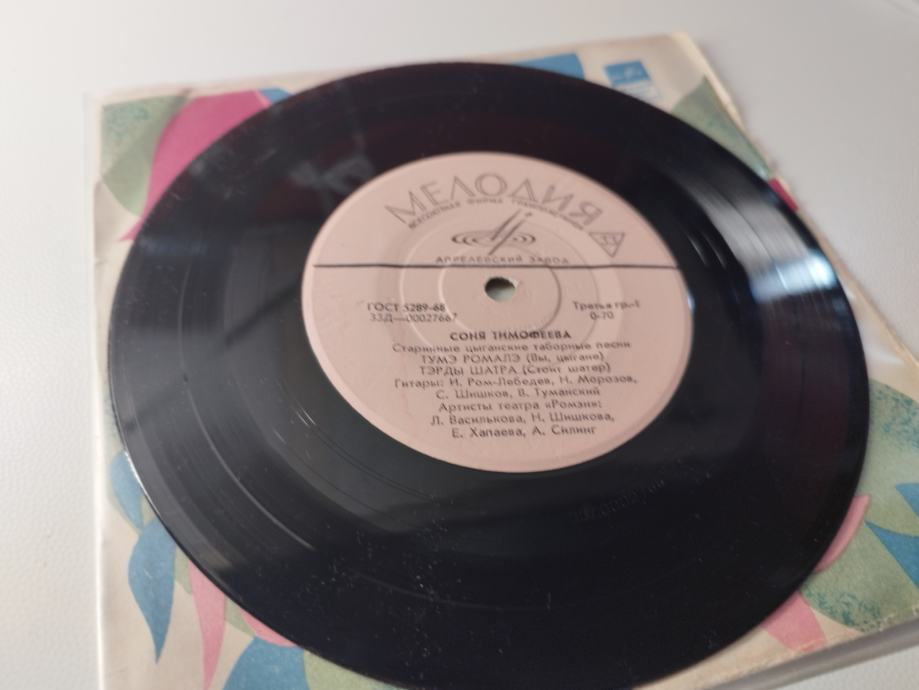 МЕЛОДИЯ
ВСЕСОЮЗНАЯ ФИРМА ГРАМПЛАСТИНОК
33
АПРЕЛЕВСКИЙ ЗАВОД
ГОСТ 5289-68
Третья гр.-1
33Д—00027667
0-70
СОНЯ ТИМОФЕЕВА
Старинные цыганские таборные песни
ТУМЭ РОМАЛЭ (Вы, цыгане)
ТЭРДЫ ШАТРА (Стоит шатер)
Гитары: И. Ром-Лебедев, Н. Морозов,
С. Шишков, В. Туманский
Артисты театра «Ромэн»:
Л. Василькова, Н. Шишкова,
Е. Хапаева, А. Силинг